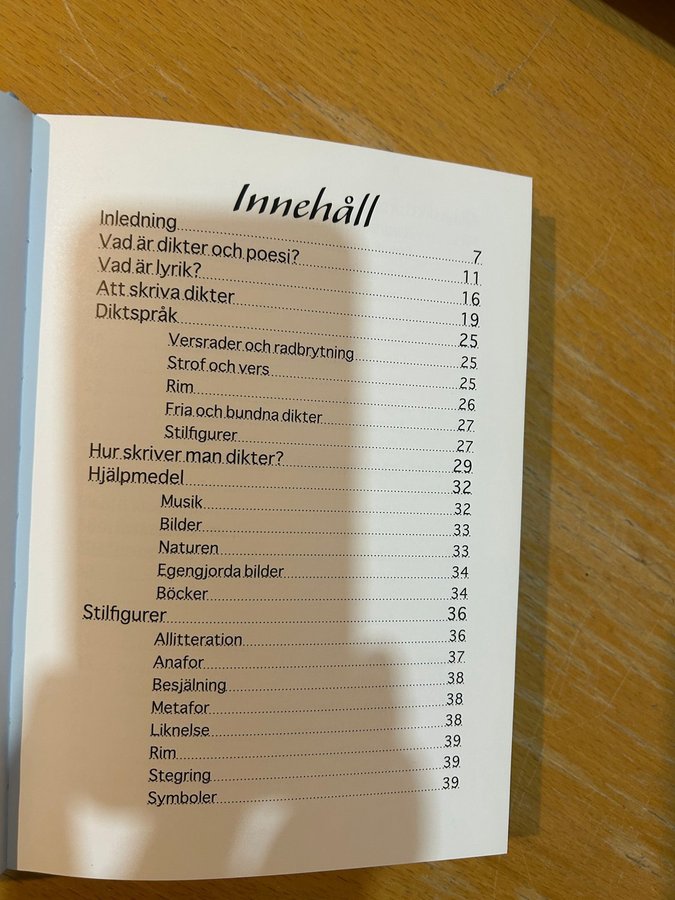 Innehåll
Inledning 7
Vad är dikter och poesi? 11
Vad är lyrik? 16
Att skriva dikter 19
Diktspråk 25
Versrader och radbrytning 25
Strof och vers 25
Rim 26
Fria och bundna dikter 27
Stilfigurer 27
Hur skriver man dikter? 29
Hjälpmedel 32
Musik 32
Bilder 33
Naturen 33
Egengjorda bilder 34
Böcker 34
Stilfigurer 36
Allitteration 36
Anafor 37
Besjälning 38
Metafor 38
Liknelse 38
Rim 39
Stegring 39
Symboler 39